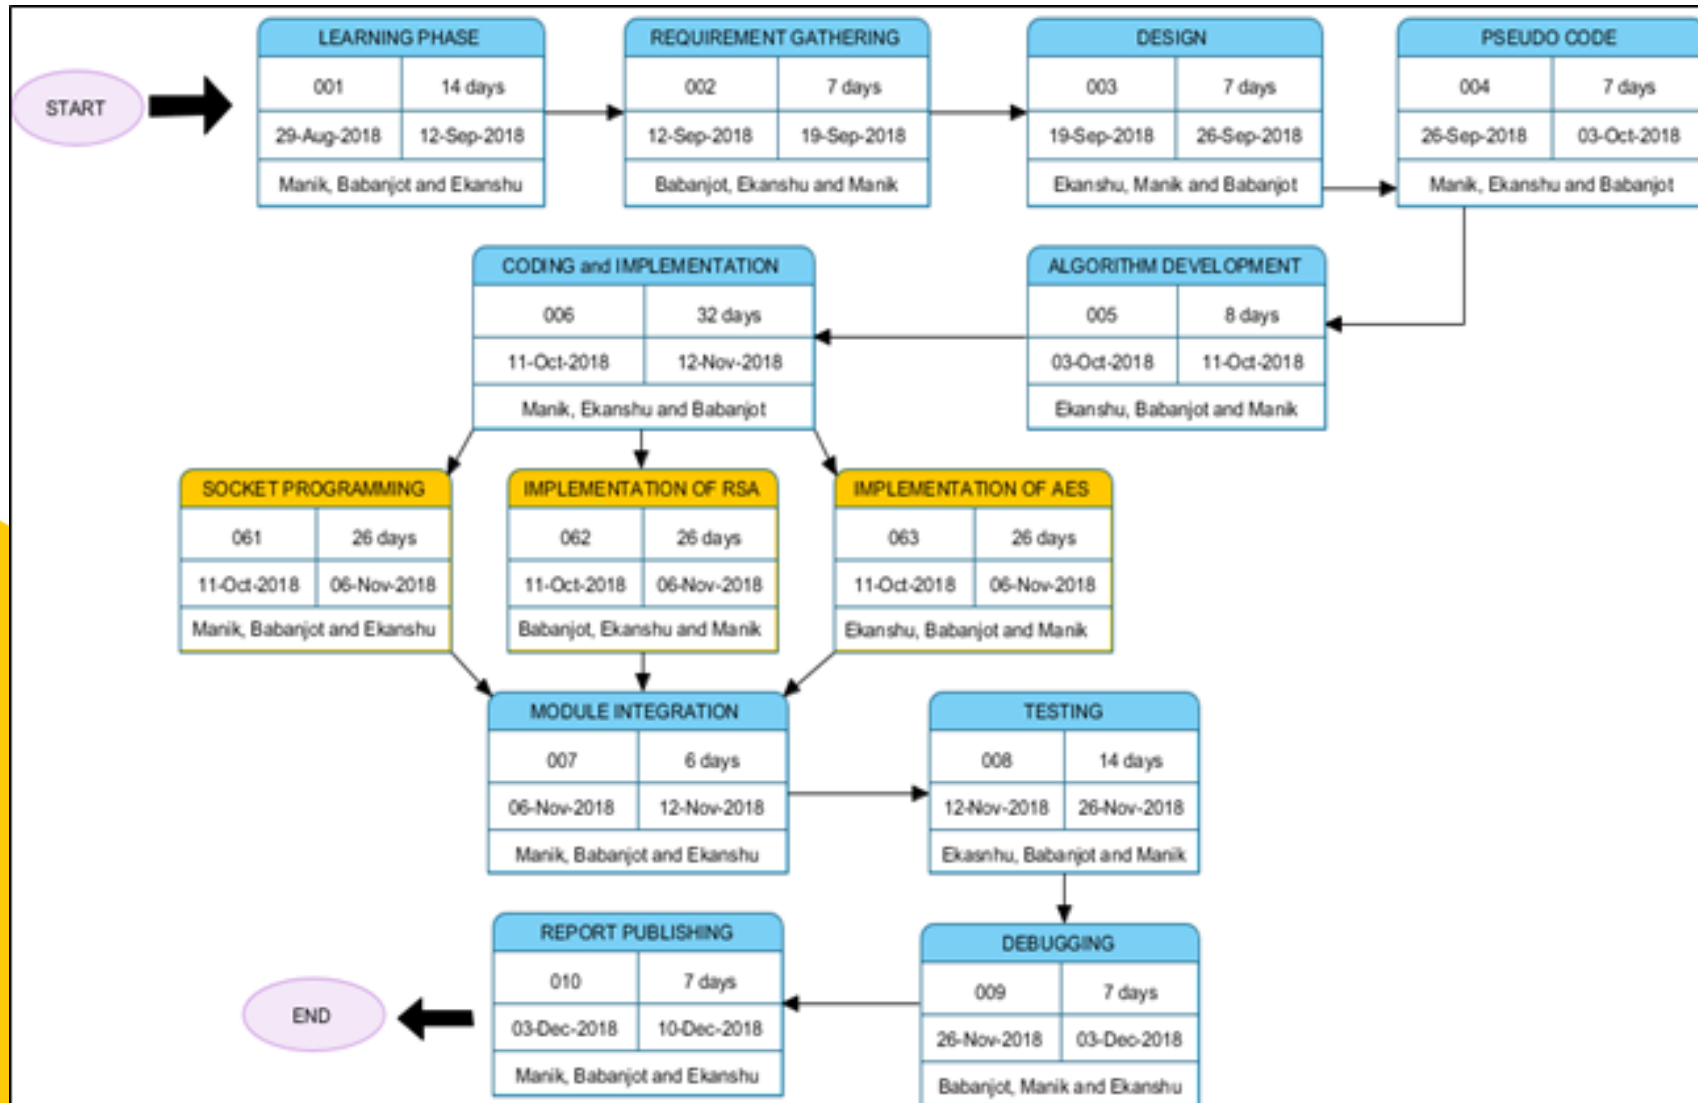 START
LEARNING PHASE
001 14 days
29-Aug-2018 12-Sep-2018
Manik, Babanjot and Ekanshu
REQUIREMENT GATHERING
002 7 days
12-Sep-2018 19-Sep-2018
Babanjot, Ekanshu and Manik
DESIGN
003 7 days
19-Sep-2018 26-Sep-2018
Ekanshu, Manik and Babanjot
PSEUDO CODE
004 7 days
26-Sep-2018 03-Oct-2018
Manik, Ekanshu and Babanjot
ALGORITHM DEVELOPMENT
005 8 days
03-Oct-2018 11-Oct-2018
Ekanshu, Babanjot and Manik
CODING and IMPLEMENTATION
006 32 days
11-Oct-2018 12-Nov-2018
Manik, Ekanshu and Babanjot
SOCKET PROGRAMMING
061 26 days
11-Oct-2018 06-Nov-2018
Manik, Babanjot and Ekanshu
IMPLEMENTATION OF RSA
062 26 days
11-Oct-2018 06-Nov-2018
Babanjot, Ekanshu and Manik
IMPLEMENTATION OF AES
063 26 days
11-Oct-2018 06-Nov-2018
Ekanshu, Babanjot and Manik
MODULE INTEGRATION
007 6 days
06-Nov-2018 12-Nov-2018
Manik, Babanjot and Ekanshu
TESTING
008 14 days
12-Nov-2018 26-Nov-2018
Ekasnhu, Babanjot and Manik
DEBUGGING
009 7 days
26-Nov-2018 03-Dec-2018
Babanjot, Manik and Ekanshu
REPORT PUBLISHING
010 7 days
03-Dec-2018 10-Dec-2018
Manik, Babanjot and Ekanshu
END